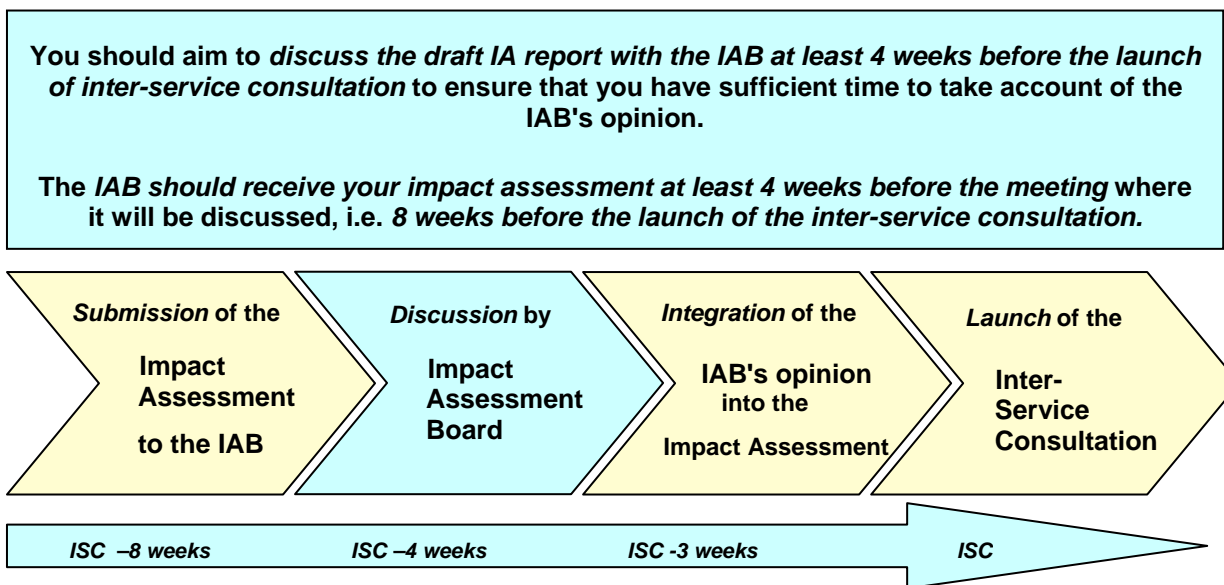 You should aim to discuss the draft IA report with the IAB at least 4 weeks before the launch
of inter-service consultation to ensure that you have sufficient time to take account of the
IAB's opinion.
The IAB should receive your impact assessment at least 4 weeks before the meeting where
it will be discussed, i.e. 8 weeks before the launch of the inter-service consultation.
Submission of the
Impact
Assessment
to the IAB
Discussion by
Impact
Assessment
Board
Integration of the
IAB's opinion
into the
Impact Assessment
Launch of the
Inter-
Service
Consultation
ISC –8 weeks
ISC –4 weeks
ISC -3 weeks
ISC